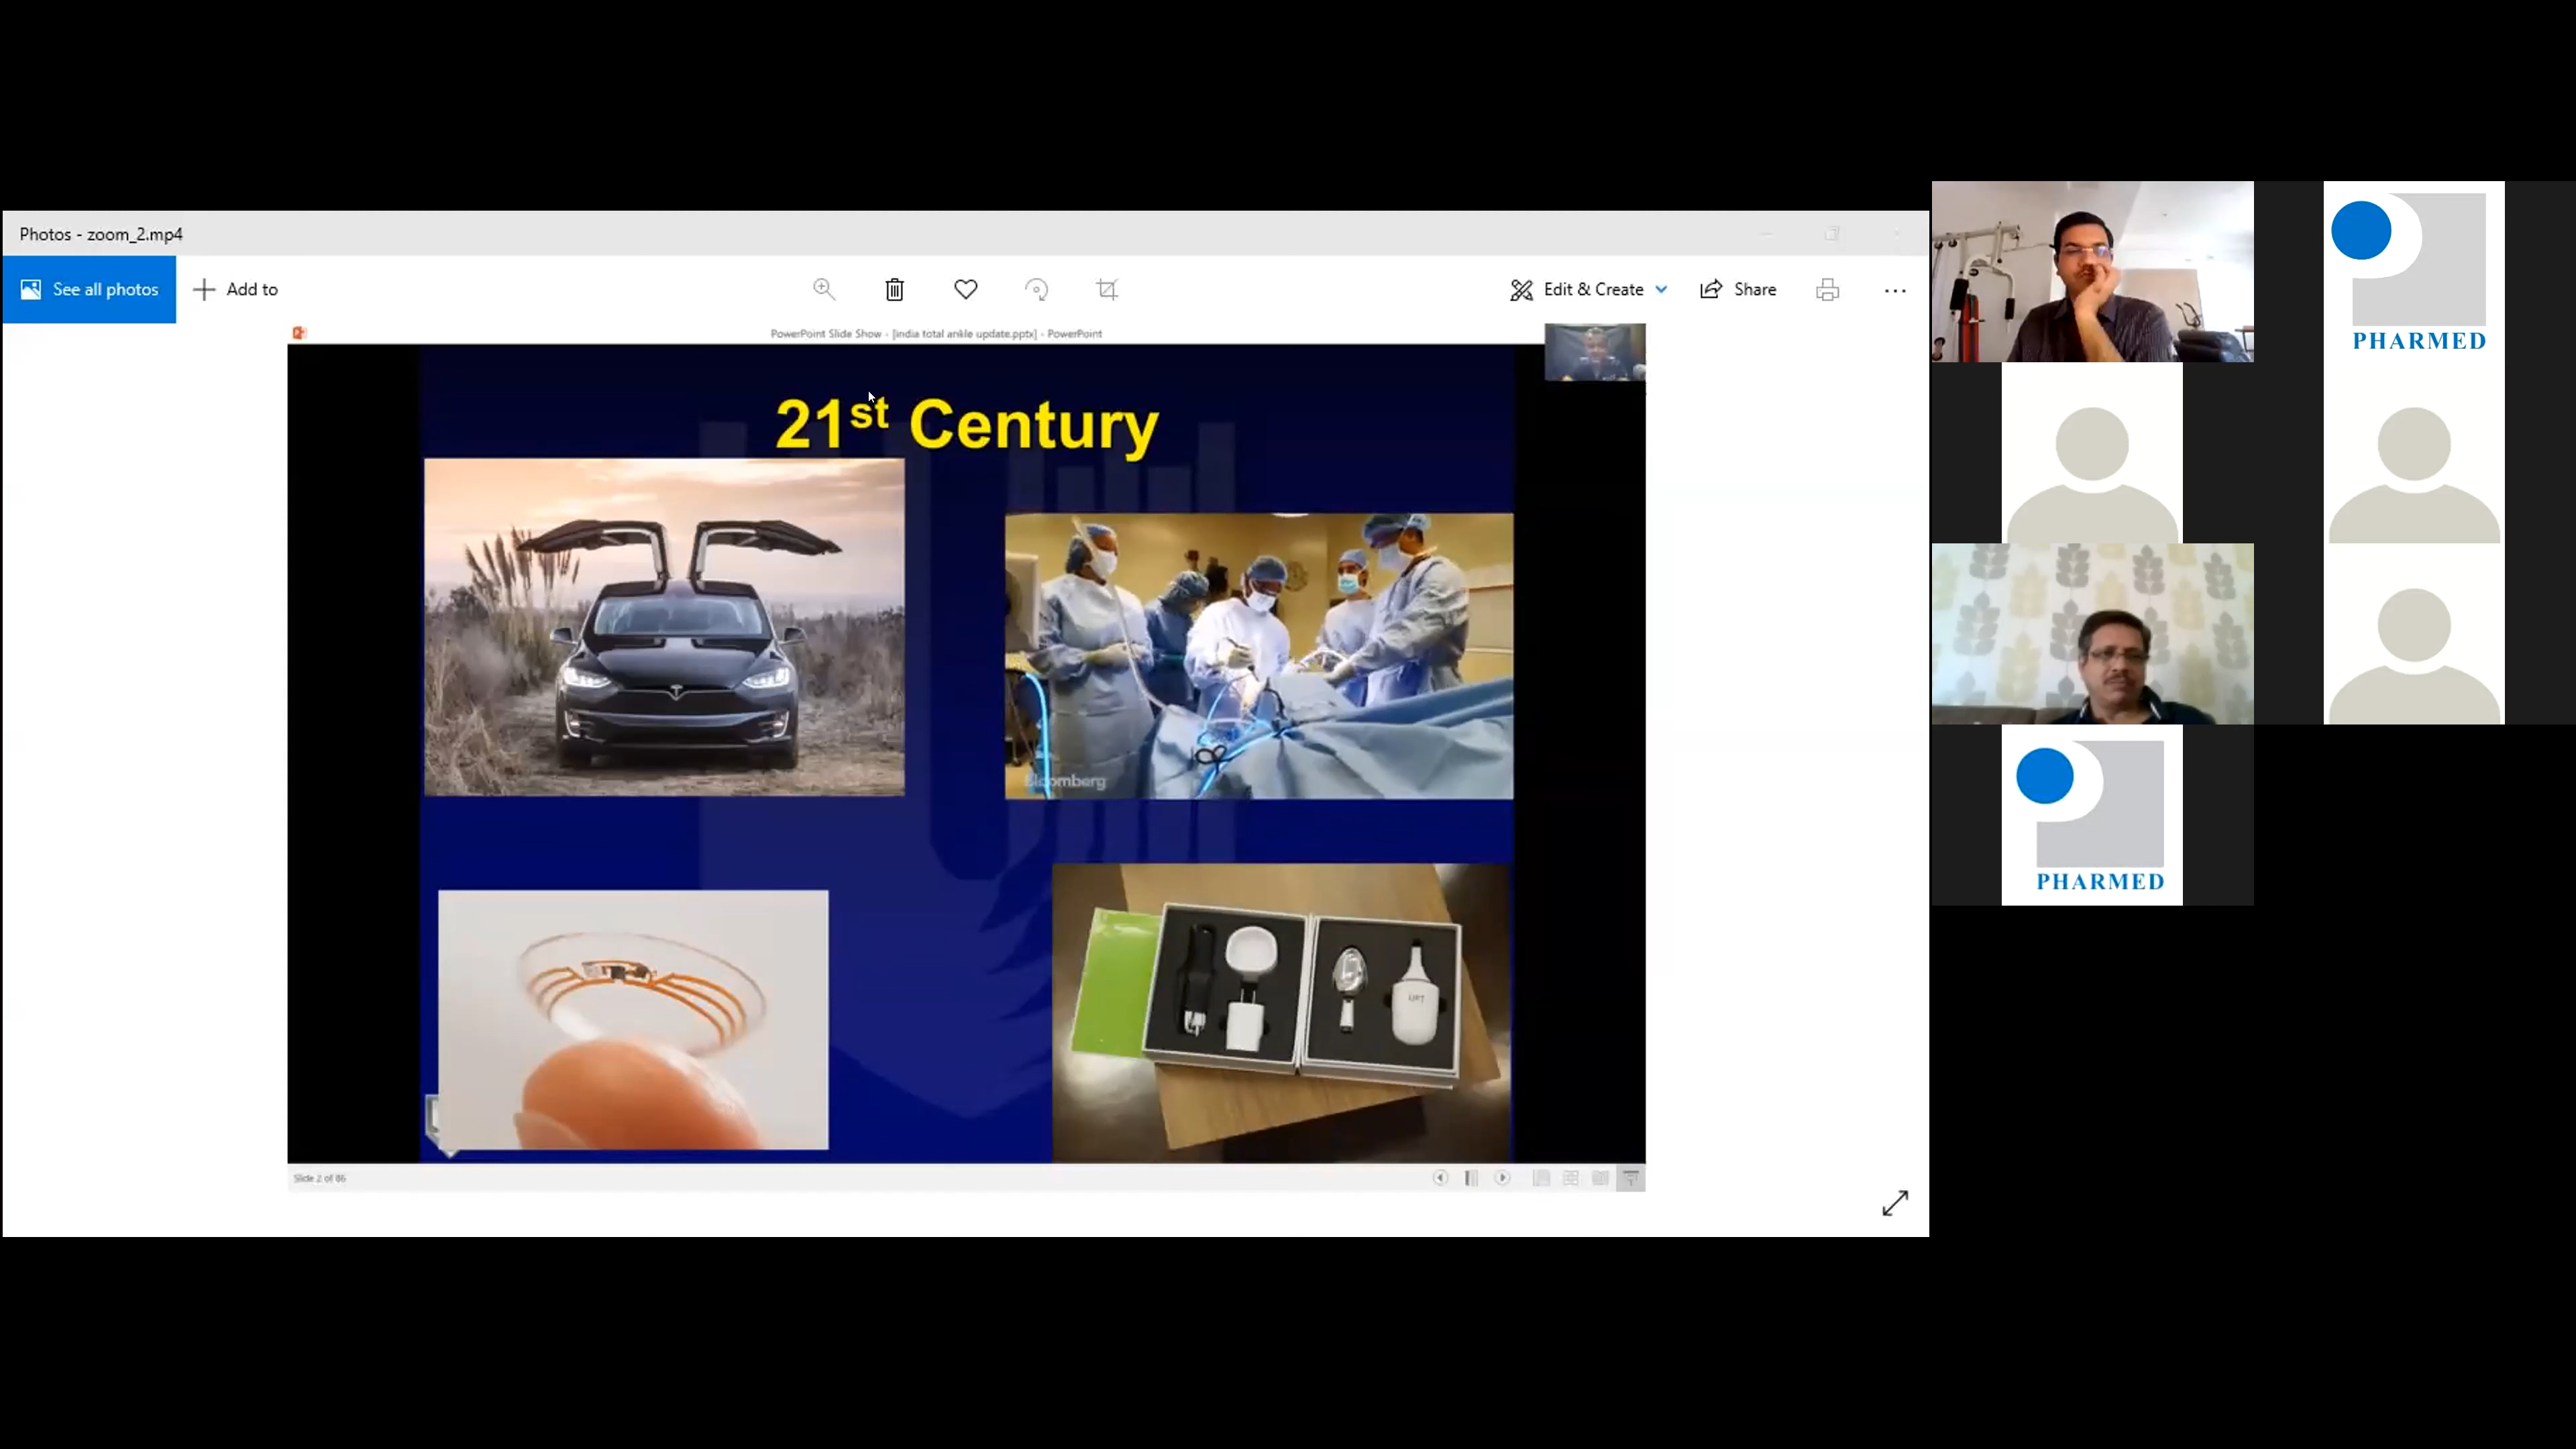 Photos - zoom_2.mp4
See all photos
Add to
Edit & Create
Share
PowerPoint Slide Show - [india total ankle update.pptx] - PowerPoint
21st Century
Bloomberg
Slide 2 of 86
PHARMED
PHARMED